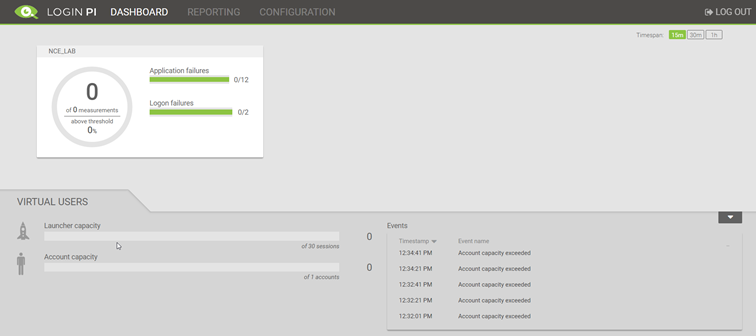 LOGIN PI DASHBOARD REPORTING CONFIGURATION LOG OUT
Timespan: 15m 30m 1h
NCE_LAB
0
of 0 measurements
above threshold
0%
Application failures
0/12
Logon failures
0/2
VIRTUAL USERS
Launcher capacity
0
of 30 sessions
Account capacity
0
of 1 accounts
Events
Timestamp Event name
12:34:41 PM Account capacity exceeded
12:34:21 PM Account capacity exceeded
12:32:41 PM Account capacity exceeded
12:32:21 PM Account capacity exceeded
12:32:01 PM Account capacity exceeded